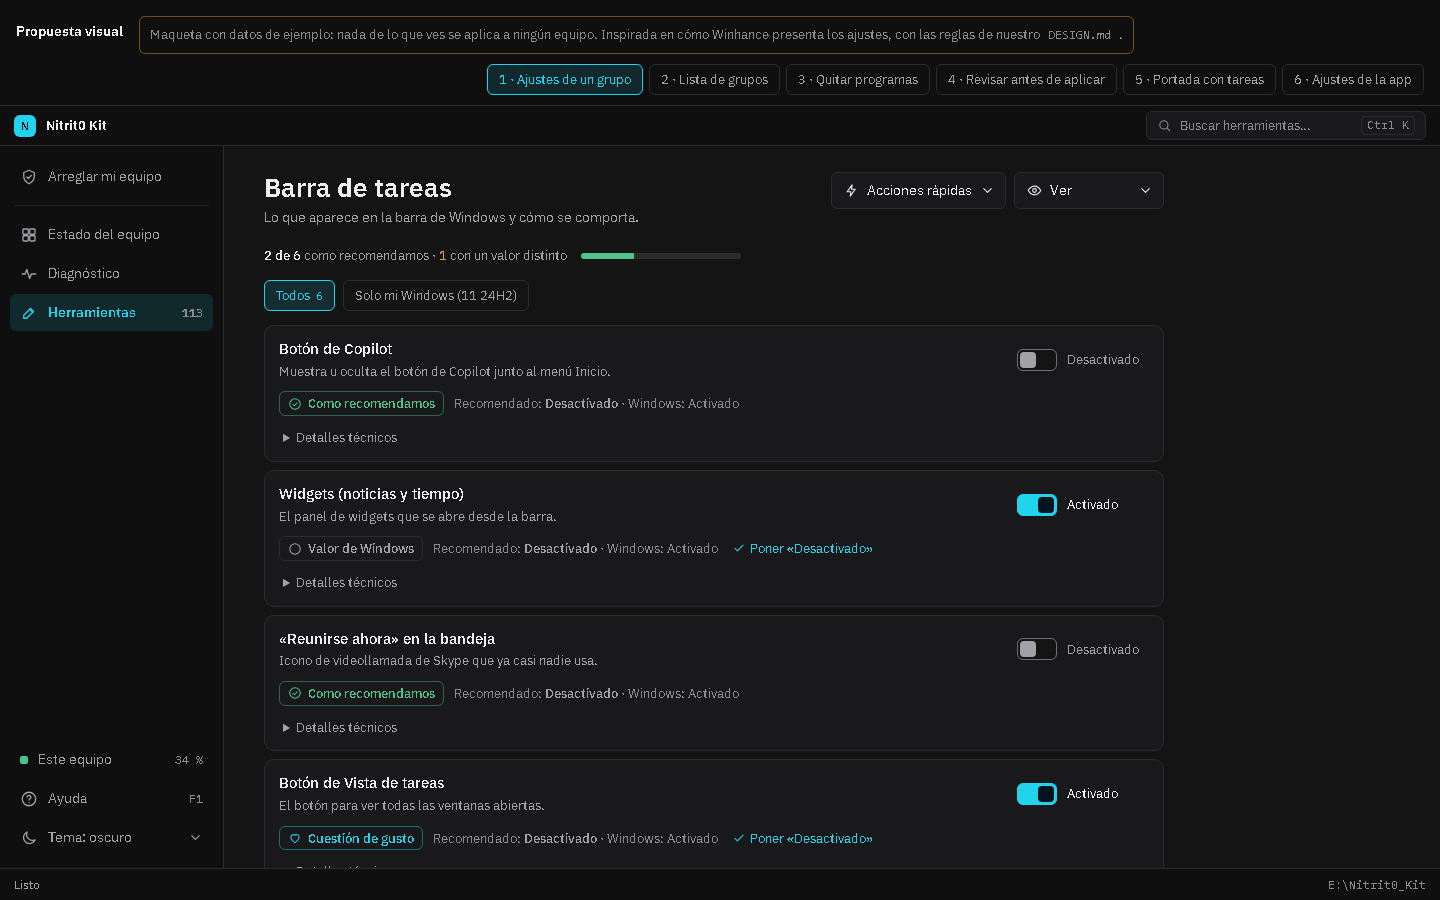 Propuesta visual
Maqueta con datos de ejemplo: nada de lo que ves se aplica a ningún equipo. Inspirada en cómo Winhance presenta los ajustes, con las reglas de nuestro DESIGN.md .
1 · Ajustes de un grupo
2 · Lista de grupos
3 · Quitar programas
4 · Revisar antes de aplicar
5 · Portada con tareas
6 · Ajustes de la app
N Nitrit0 Kit
Buscar herramientas... Ctrl K
Arreglar mi equipo
Estado del equipo
Diagnóstico
Herramientas 113
Este equipo 34 %
Ayuda F1
Tema: oscuro
Barra de tareas
Lo que aparece en la barra de Windows y cómo se comporta.
Acciones rápidas
Ver
2 de 6 como recomendamos · 1 con un valor distinto
Todos 6
Solo mi Windows (11 24H2)
Botón de Copilot
Muestra u oculta el botón de Copilot junto al menú Inicio.
Desactivado
Como recomendamos Recomendado: Desactivado · Windows: Activado
▶ Detalles técnicos
Widgets (noticias y tiempo)
El panel de widgets que se abre desde la barra.
Activado
Valor de Windows Recomendado: Desactivado · Windows: Activado ✓ Poner «Desactivado»
▶ Detalles técnicos
«Reunirse ahora» en la bandeja
Icono de videollamada de Skype que ya casi nadie usa.
Desactivado
Como recomendamos Recomendado: Desactivado · Windows: Activado
▶ Detalles técnicos
Botón de Vista de tareas
El botón para ver todas las ventanas abiertas.
Activado
Cuestión de gusto Recomendado: Desactivado · Windows: Activado ✓ Poner «Desactivado»
Listo
E:\Nitrit0_Kit